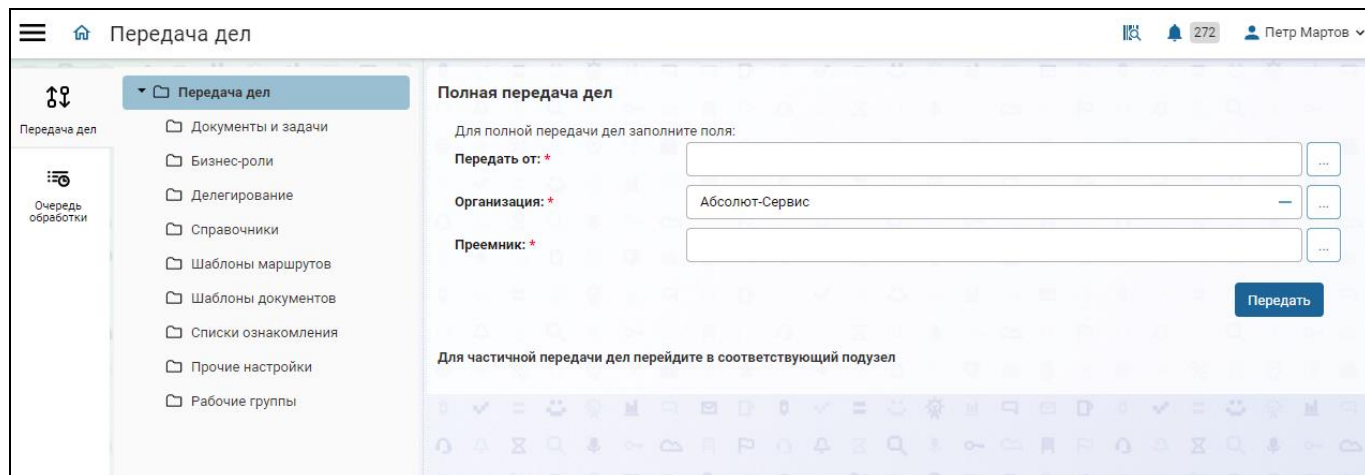 Передача дел
272
Петр Мартов
Передача дел
Очередь
обработки
Передача дел
Документы и задачи
Бизнес-роли
Делегирование
Справочники
Шаблоны маршрутов
Шаблоны документов
Списки ознакомления
Прочие настройки
Рабочие группы
Полная передача дел
Для полной передачи дел заполните поля:
Передать от: *
...
Организация: * Абсолют-Сервис
...
Преемник: *
...
Передать
Для частичной передачи дел перейдите в соответствующий подузел